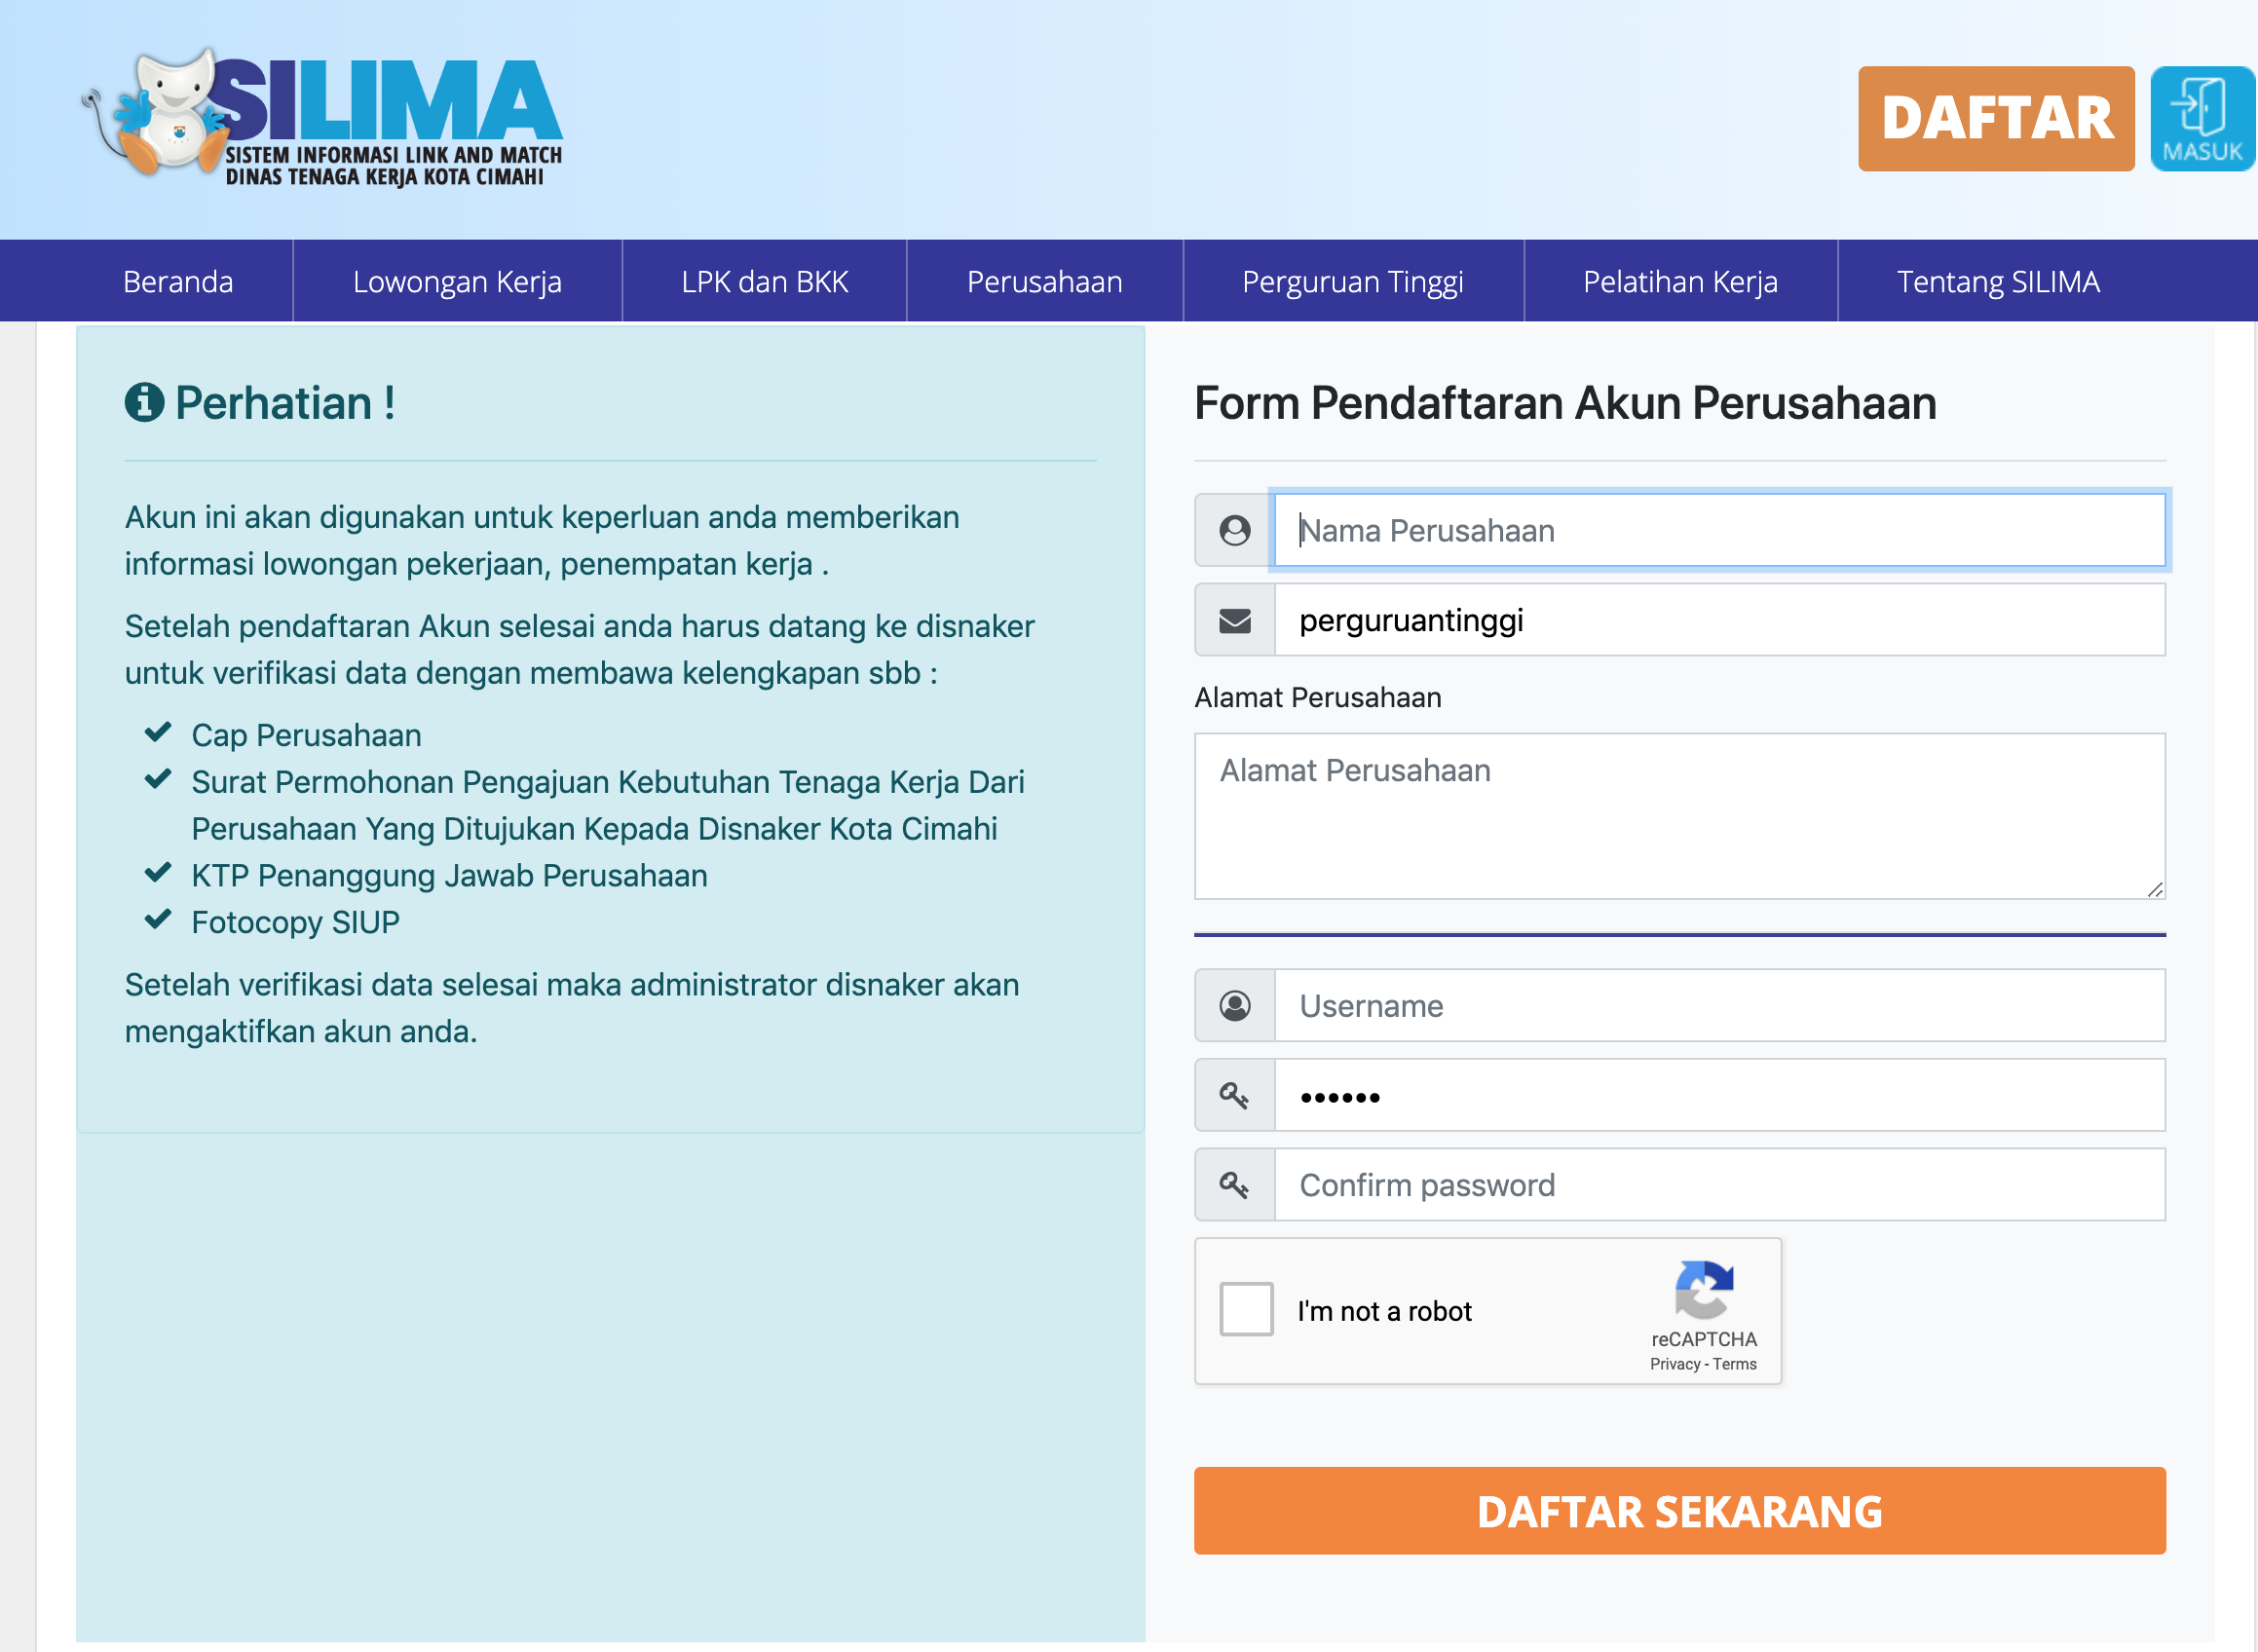 SILIMA
SISTEM INFORMASI LINK AND MATCH
DINAS TENAGA KERJA KOTA CIMAHI
DAFTAR
MASUK
Beranda
Lowongan Kerja
LPK dan BKK
Perusahaan
Perguruan Tinggi
Pelatihan Kerja
Tentang SILIMA
Perhatian !
Akun ini akan digunakan untuk keperluan anda memberikan
informasi lowongan pekerjaan, penempatan kerja .
Setelah pendaftaran Akun selesai anda harus datang ke disnaker
untuk verifikasi data dengan membawa kelengkapan sbb :
Cap Perusahaan
Surat Permohonan Pengajuan Kebutuhan Tenaga Kerja Dari
Perusahaan Yang Ditujukan Kepada Disnaker Kota Cimahi
KTP Penanggung Jawab Perusahaan
Fotocopy SIUP
Setelah verifikasi data selesai maka administrator disnaker akan
mengaktifkan akun anda.
Form Pendaftaran Akun Perusahaan
Nama Perusahaan
perguruantinggi
Alamat Perusahaan
Alamat Perusahaan
Username
••••••
Confirm password
I'm not a robot
reCAPTCHA
Privacy - Terms
DAFTAR SEKARANG